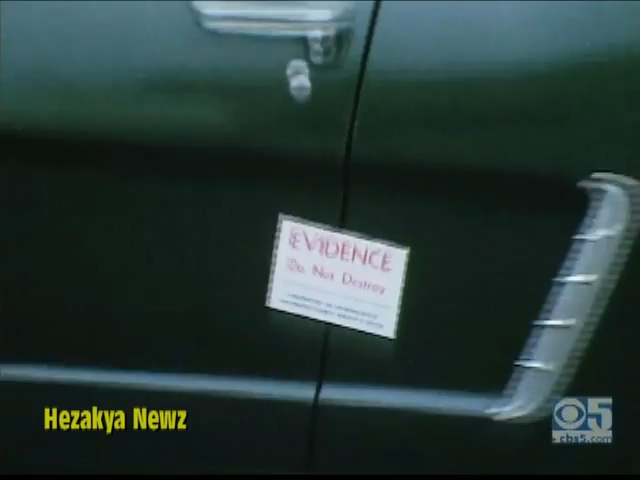 EVIDENCE
Do Not Destroy
Hezakya Newz
5
cbs5.com